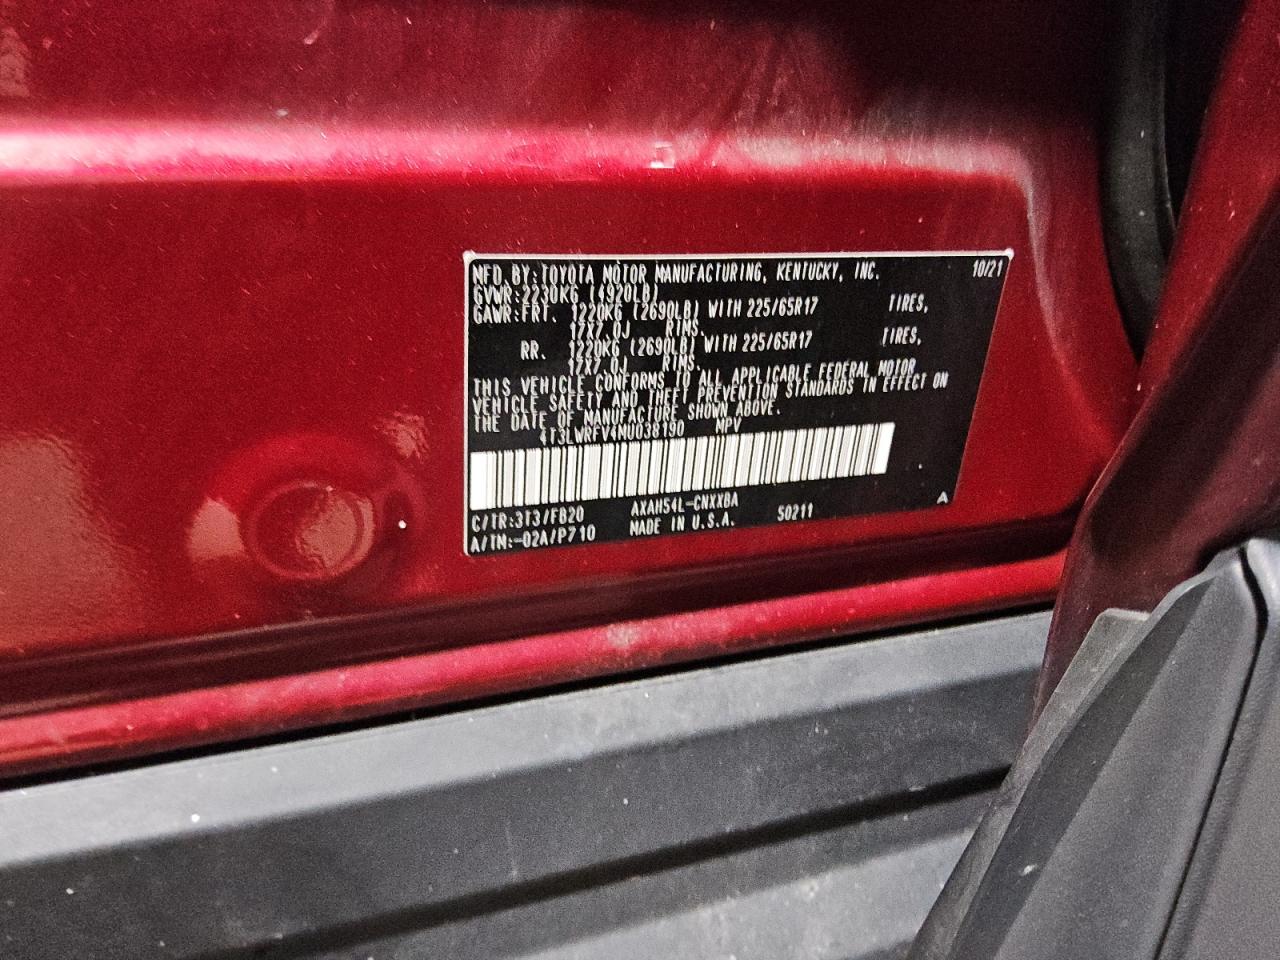 MFD. BY: TOYOTA MOTOR MANUFACTURING, KENTUCKY, INC. 10/21
GVWR: 2230KG (4920LB)
GAWR: FRT. 1220KG (2690LB) WITH 225/65R17 TIRES,
17X7.0J RIMS.
RR. 1220KG (2690LB) WITH 225/65R17 TIRES,
17X7.0J RIMS.
THIS VEHICLE CONFORMS TO ALL APPLICABLE FEDERAL MOTOR
VEHICLE SAFETY AND THEFT PREVENTION STANDARDS IN EFFECT ON
THE DATE OF MANUFACTURE SHOWN ABOVE.
4T3LWRFV4NU038190 MPV
C/TR: 3T3/FB20 AXAH54L-CNXXBA A
A/TM: -02A/P710 MADE IN U.S.A. 50211